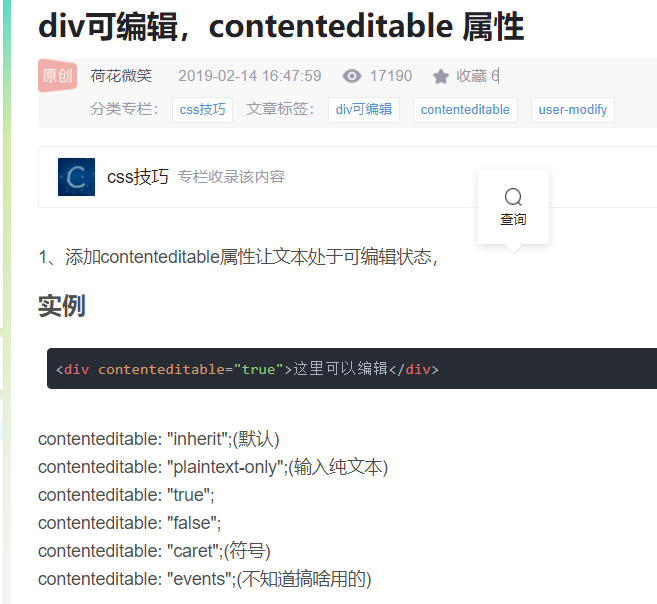 div可编辑，contenteditable 属性
原创 荷花微笑 2019-02-14 16:47:59 17190 收藏 6
分类专栏： css技巧 文章标签： div可编辑 contenteditable user-modify
C css技巧 专栏收录该内容
查询
1、添加contenteditable属性让文本处于可编辑状态，
实例
<div contenteditable="true">这里可以编辑</div>
contenteditable: "inherit";(默认)
contenteditable: "plaintext-only";(输入纯文本)
contenteditable: "true";
contenteditable: "false";
contenteditable: "caret";(符号)
contenteditable: "events";(不知道搞啥用的)